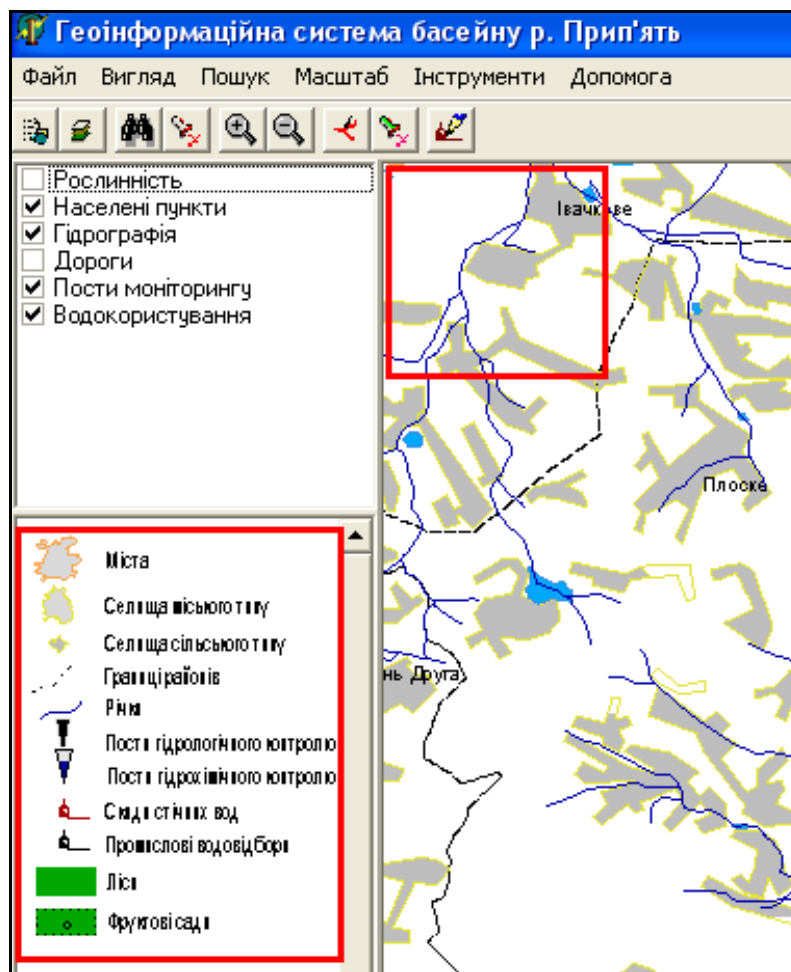 Геоінформаційна система басейну р. Прип'ять
Файл Вигляд Пошук Масштаб Інструменти Допомога
Рослинність
Населені пункти
Гідрографія
Дороги
Пости моніторингу
Водокористування
Івачкове
Плоске
нь Друга
Міста
Селища міського типу
Селища сільського типу
Границі районів
Річки
Пости гідрологічного контролю
Пости гідрохімічного контролю
Скиди стічних вод
Промислові водовідбори
Ліси
Фруктові сади